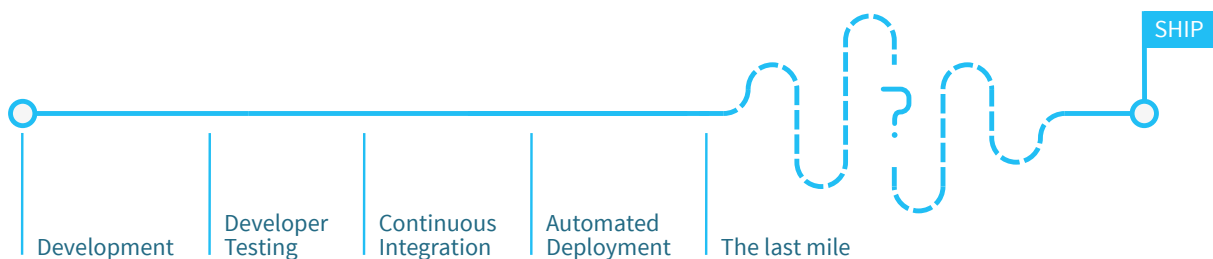 SHIP
?
Development
Developer
Testing
Continuous
Integration
Automated
Deployment
The last mile